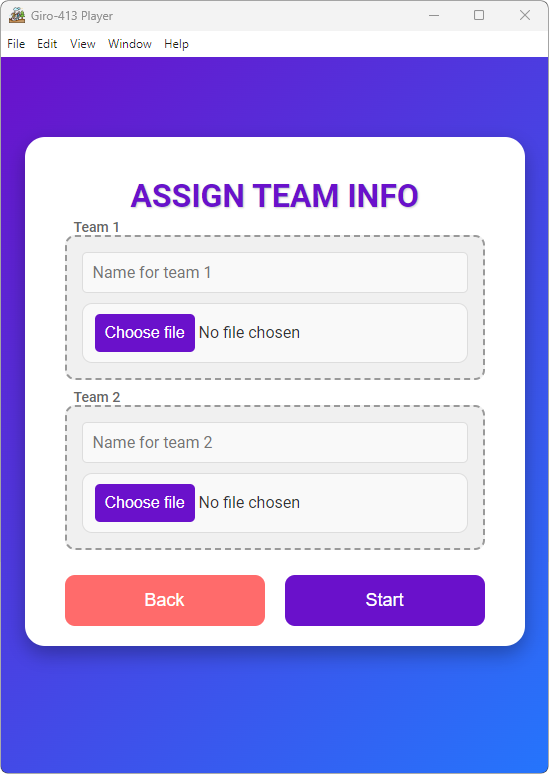 Giro-413 Player
File Edit View Window Help
ASSIGN TEAM INFO
Team 1
Name for team 1
Choose file No file chosen
Team 2
Name for team 2
Choose file No file chosen
Back Start